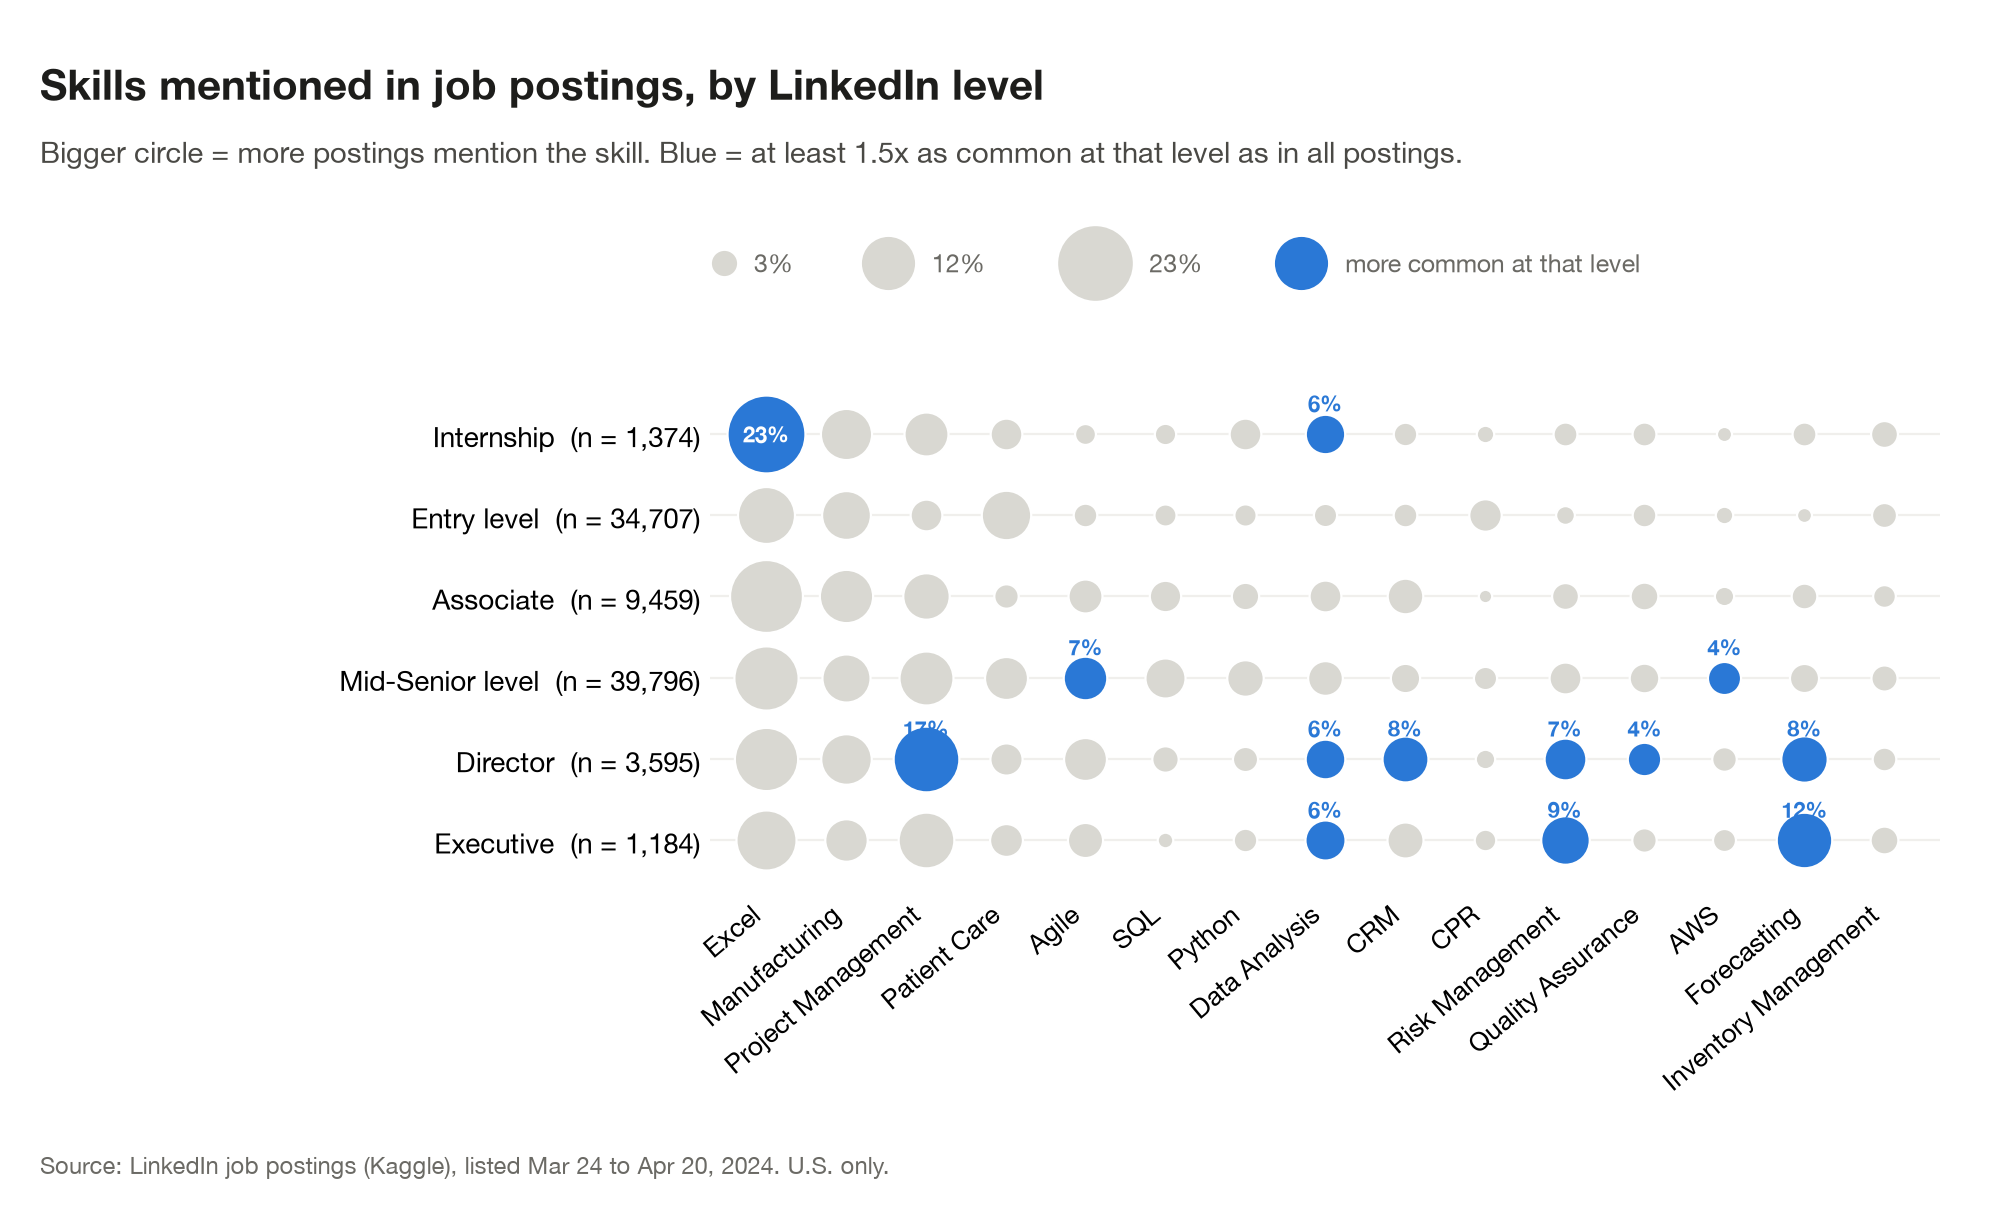 Skills mentioned in job postings, by LinkedIn level
Bigger circle = more postings mention the skill. Blue = at least 1.5x as common at that level as in all postings.
3% 12% 23% more common at that level
6%
Internship (n = 1,374) 23%
Entry level (n = 34,707)
Associate (n = 9,459)
7% 4%
Mid-Senior level (n = 39,796)
17% 6% 8% 7% 4% 8%
Director (n = 3,595)
6% 9% 12%
Executive (n = 1,184)
Excel
Manufacturing
Project Management
Patient Care
Agile
SQL
Python
Data Analysis
CRM
CPR
Risk Management
Quality Assurance
AWS
Forecasting
Inventory Management
Source: LinkedIn job postings (Kaggle), listed Mar 24 to Apr 20, 2024. U.S. only.